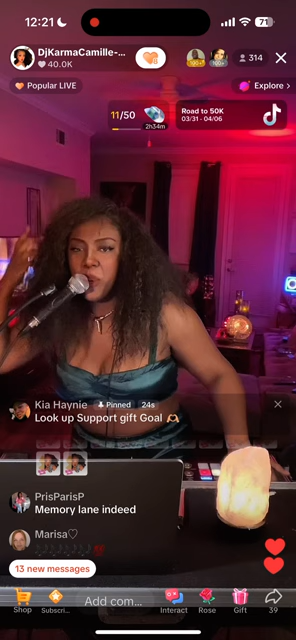 12:21
71
DjKarmaCamille-...
40.0K
100+
100+
314
Popular LIVE
Explore >
11/50
2h34m
Road to 50K
03/31 - 04/06
Kia Haynie Pinned 24s
Look up Support gift Goal
PrisParisP
Memory lane indeed
Marisa♡
13 new messages
Add com...
Shop
Subscri...
Interact
Rose
Gift
39